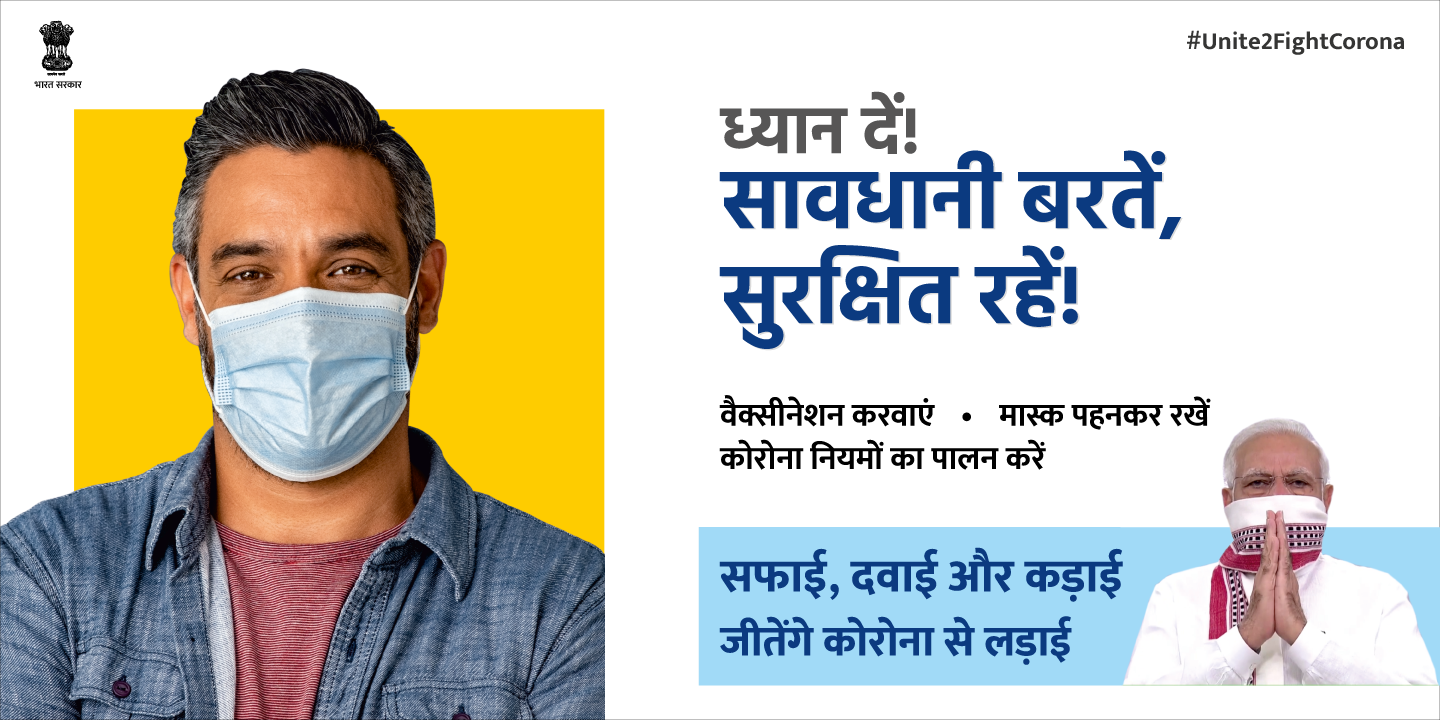 भारत सरकार
#Unite2FightCorona
ध्यान दें!
सावधानी बरतें,
सुरक्षित रहें!
वैक्सीनेशन करवाएं • मास्क पहनकर रखें
कोरोना नियमों का पालन करें
सफाई, दवाई और कड़ाई
जीतेंगे कोरोना से लड़ाई